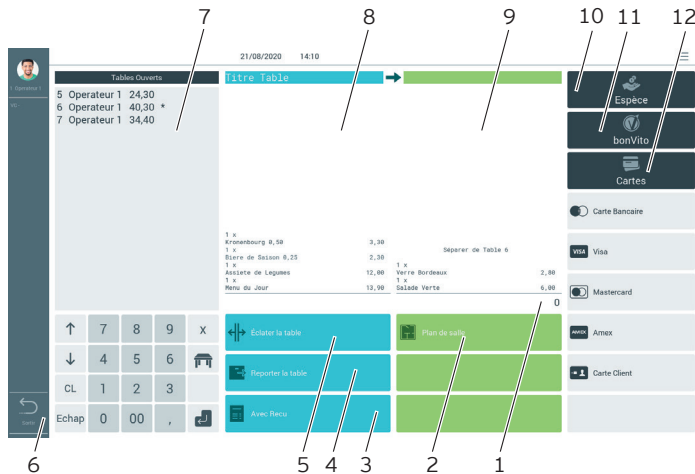 7
8
9
10
11
12
21/08/2020 14:10
1 Operateur 1
Tables Ouverts
5 Operateur 1 24,30
6 Operateur 1 40,30 *
7 Operateur 1 34,40
Titre Table
1 x
Kronenbourg 0,50 3,30
1 x
Biere de Saison 0,25 2,30
1 x
Assiete de Legumes 12,00
1 x
Menu du Jour 13,90
Séparer de Table 6
1 x
Verre Bordeaux 2,80
1 x
Salade Verte 6,00
0
Espèce
bonVito
Cartes
Carte Bancaire
VISA Visa
Mastercard
AMEX Amex
Carte Client
↑ 7 8 9 X
↓ 4 5 6
CL 1 2 3
Echap 0 00 ,
Éclater la table
Reporter la table
Avec Recu
Plan de salle
6
5
4
3
2
1